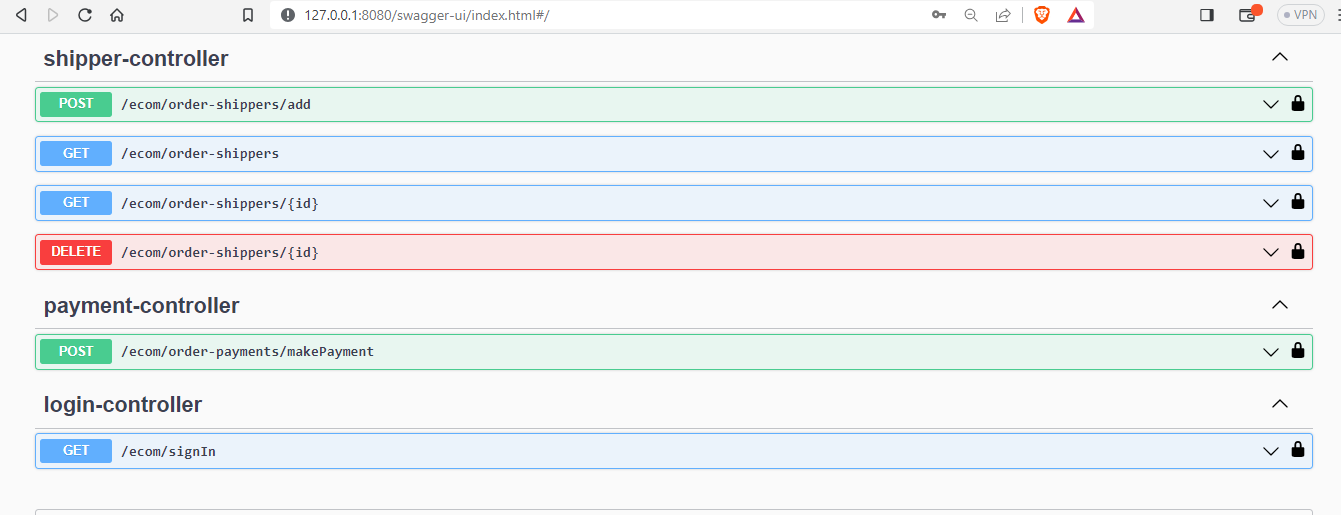 127.0.0.1:8080/swagger-ui/index.html#/
VPN
shipper-controller
POST /ecom/order-shippers/add
GET /ecom/order-shippers
GET /ecom/order-shippers/{id}
DELETE /ecom/order-shippers/{id}
payment-controller
POST /ecom/order-payments/makePayment
login-controller
GET /ecom/signIn